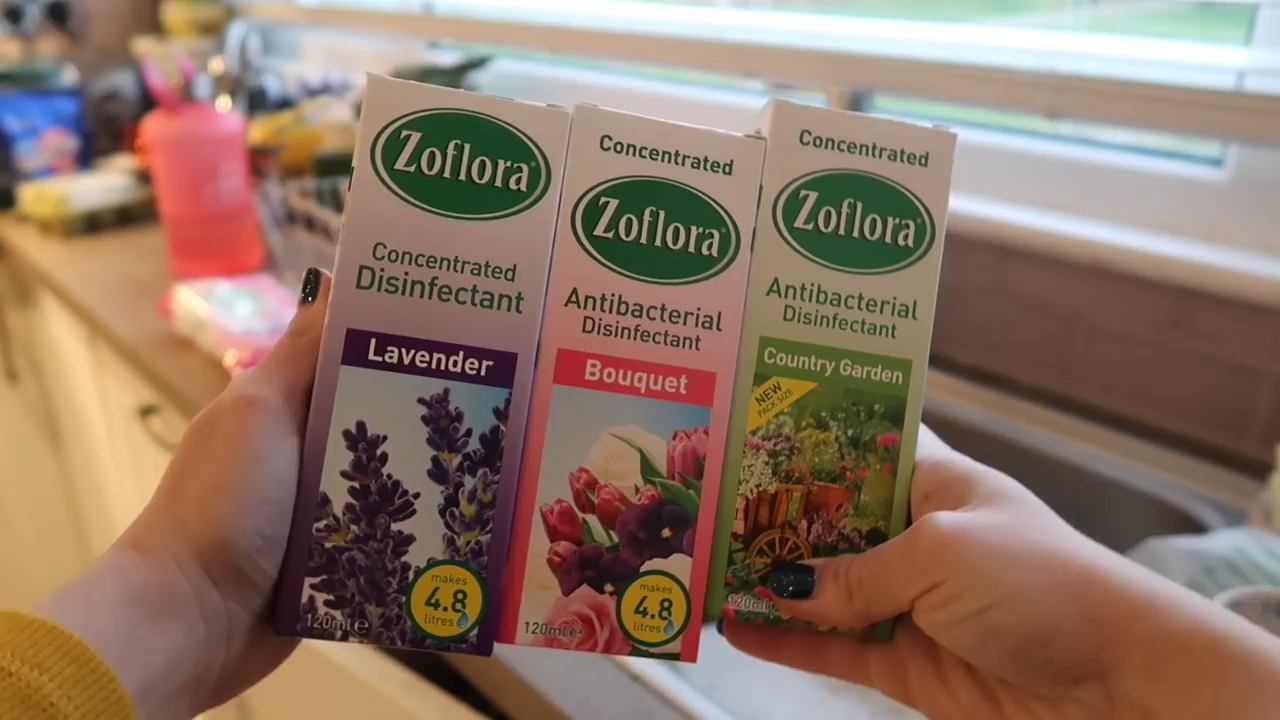 Zoflora
Concentrated
Disinfectant
Lavender
makes
4.8
litres
120ml e
Concentrated
Zoflora
Antibacterial
Disinfectant
Bouquet
makes
4.8
litres
120ml e
Concentrated
Zoflora
Antibacterial
Disinfectant
Country Garden
NEW
PACK SIZE
120ml